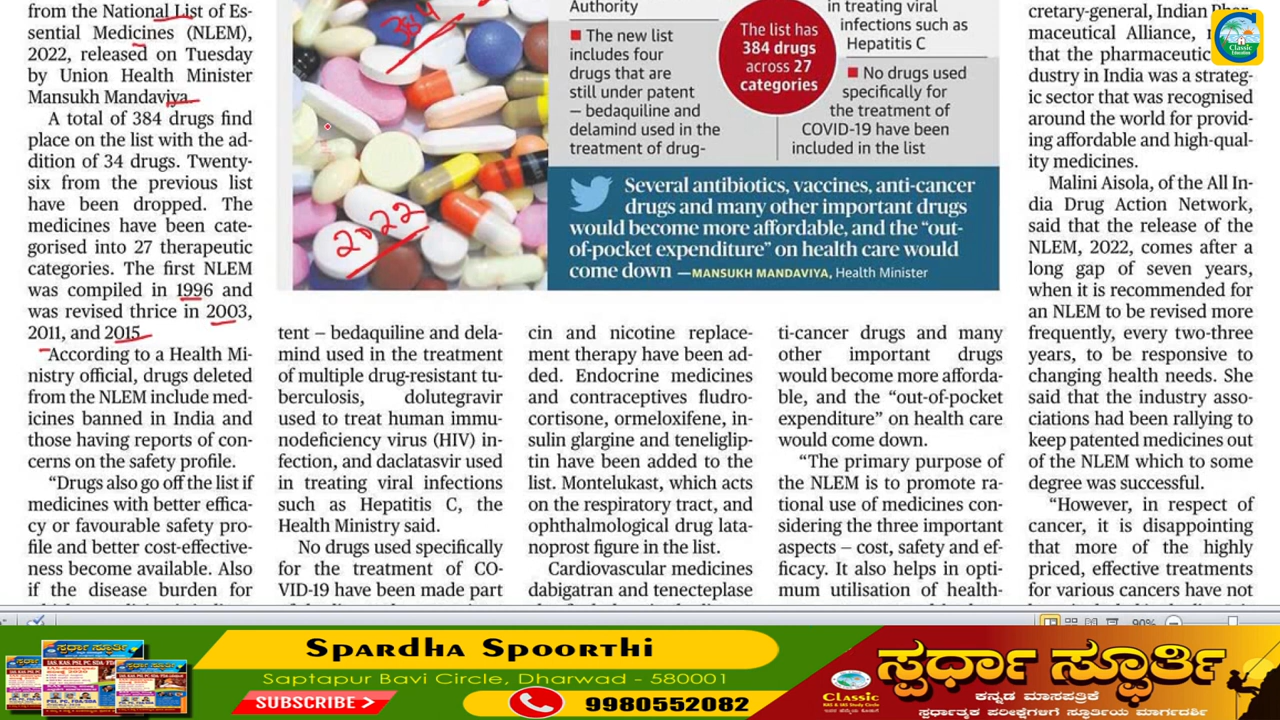 from the National List of Es-
sential Medicines (NLEM),
2022, released on Tuesday
by Union Health Minister
Mansukh Mandaviya.
A total of 384 drugs find
place on the list with the ad-
dition of 34 drugs. Twenty-
six from the previous list
have been dropped. The
medicines have been cate-
gorised into 27 therapeutic
categories. The first NLEM
was compiled in 1996 and
was revised thrice in 2003,
2011, and 2015.
According to a Health Mi-
nistry official, drugs deleted
from the NLEM include med-
icines banned in India and
those having reports of con-
cerns on the safety profile.
“Drugs also go off the list if
medicines with better effica-
cy or favourable safety pro-
file and better cost-effective-
ness become available. Also
if the disease burden for
384
2022
Authority
■ The new list
includes four
drugs that are
still under patent
– bedaquiline and
delamind used in the
treatment of drug-
The list has
384 drugs
across 27
categories
in treating viral
infections such as
Hepatitis C
■ No drugs used
specifically for
the treatment of
COVID-19 have been
included in the list
Several antibiotics, vaccines, anti-cancer
drugs and many other important drugs
would become more affordable, and the “out-
of-pocket expenditure” on health care would
come down —MANSUKH MANDAVIYA, Health Minister
tent – bedaquiline and dela-
mind used in the treatment
of multiple drug-resistant tu-
berculosis, dolutegravir
used to treat human immu-
nodeficiency virus (HIV) in-
fection, and daclatasvir used
in treating viral infections
such as Hepatitis C, the
Health Ministry said.
No drugs used specifically
for the treatment of CO-
VID-19 have been made part
cin and nicotine replace-
ment therapy have been ad-
ded. Endocrine medicines
and contraceptives fludro-
cortisone, ormeloxifene, in-
sulin glargine and teneliglip-
tin have been added to the
list. Montelukast, which acts
on the respiratory tract, and
ophthalmological drug lata-
noprost figure in the list.
Cardiovascular medicines
dabigatran and tenecteplase
ti-cancer drugs and many
other important drugs
would become more afforda-
ble, and the “out-of-pocket
expenditure” on health care
would come down.
“The primary purpose of
the NLEM is to promote ra-
tional use of medicines con-
sidering the three important
aspects – cost, safety and ef-
ficacy. It also helps in opti-
mum utilisation of health-
cretary-general, Indian Phar-
maceutical Alliance,
that the pharmaceutic
dustry in India was a strateg-
ic sector that was recognised
around the world for provid-
ing affordable and high-qual-
ity medicines.
Malini Aisola, of the All In-
dia Drug Action Network,
said that the release of the
NLEM, 2022, comes after a
long gap of seven years,
when it is recommended for
an NLEM to be revised more
frequently, every two-three
years, to be responsive to
changing health needs. She
said that the industry asso-
ciations had been rallying to
keep patented medicines out
of the NLEM which to some
degree was successful.
“However, in respect of
cancer, it is disappointing
that more of the highly
priced, effective treatments
for various cancers have not
Classic
Education
90%
Spardha Spoorthi
Saptapur Bavi Circle, Dharwad - 580001
SUBSCRIBE
9980552082
Classic
KAS & IAS Study Circle
ಸ್ಪರ್ಧಾ ಸ್ಫೂರ್ತಿ
ಕನ್ನಡ ಮಾಸಪತ್ರಿಕೆ
ಸ್ಪರ್ಧಾತ್ಮಕ ಪರೀಕ್ಷೆಗಳಿಗೆ ಸ್ಫೂರ್ತಿಯ ಮಾರ್ಗದರ್ಶಿ